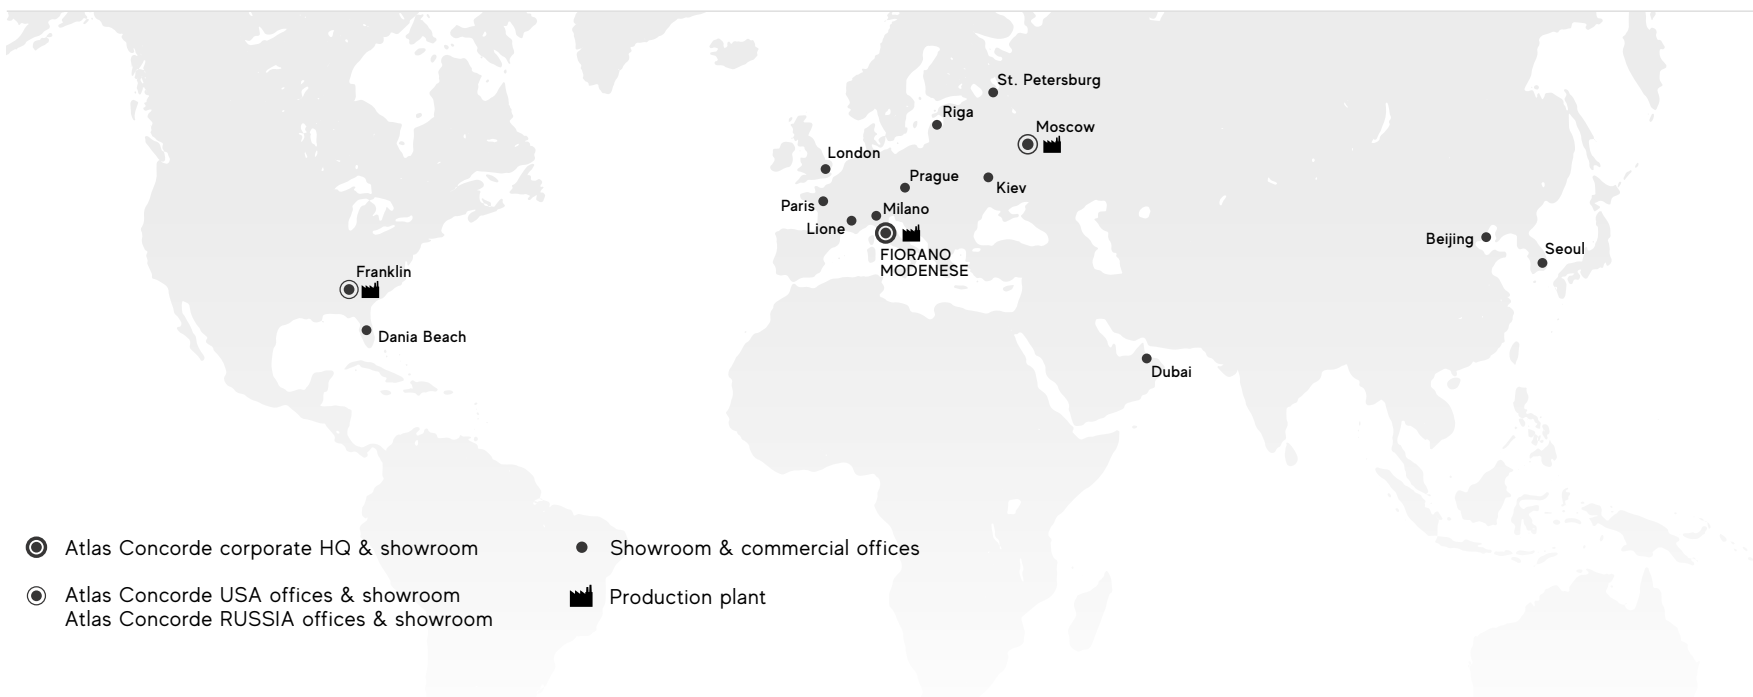 St. Petersburg
Riga
Moscow
London
Prague
Kiev
Paris
Milano
Lione
Beijing
Seoul
FIORANO
MODENESE
Franklin
Dania Beach
Dubai
Atlas Concorde corporate HQ & showroom
Showroom & commercial offices
Atlas Concorde USA offices & showroom
Atlas Concorde RUSSIA offices & showroom
Production plant